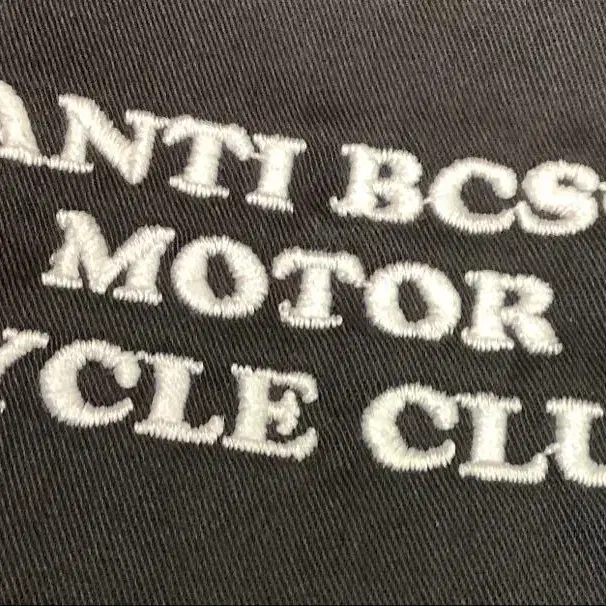 ANTI BCS
MOTOR
YCLE CLU